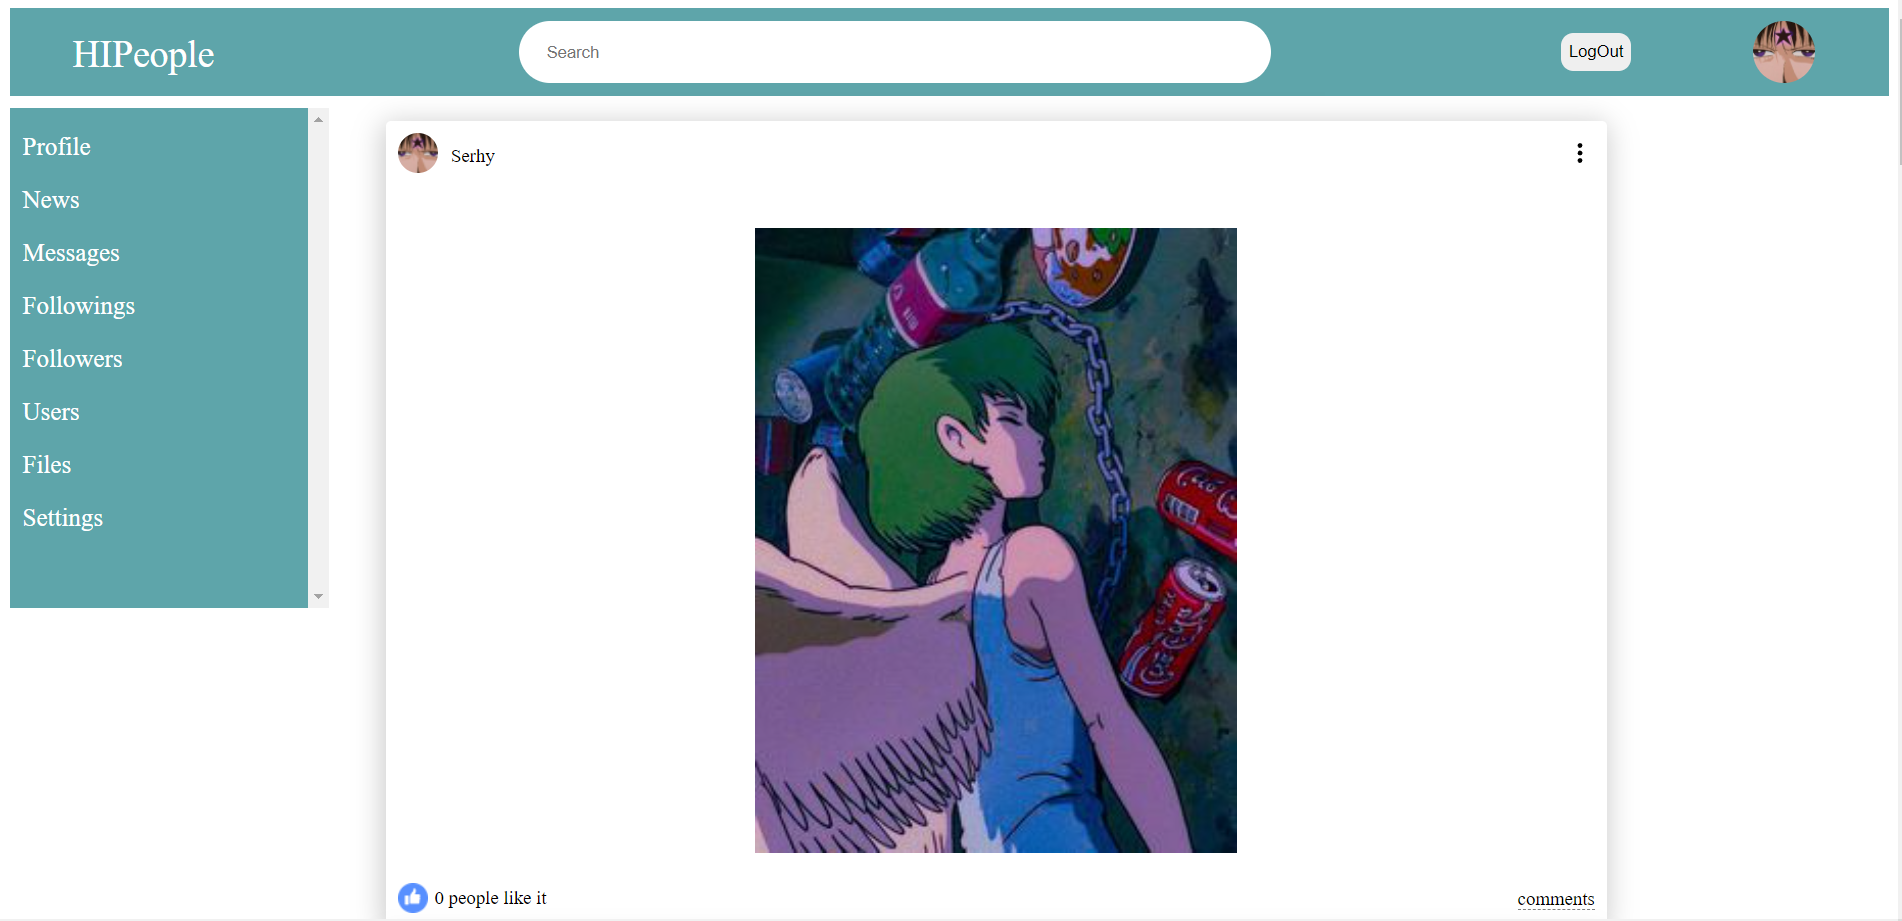 HIPeople
Search
LogOut
Profile
News
Messages
Followings
Followers
Users
Files
Settings
Serhy
0 people like it
comments